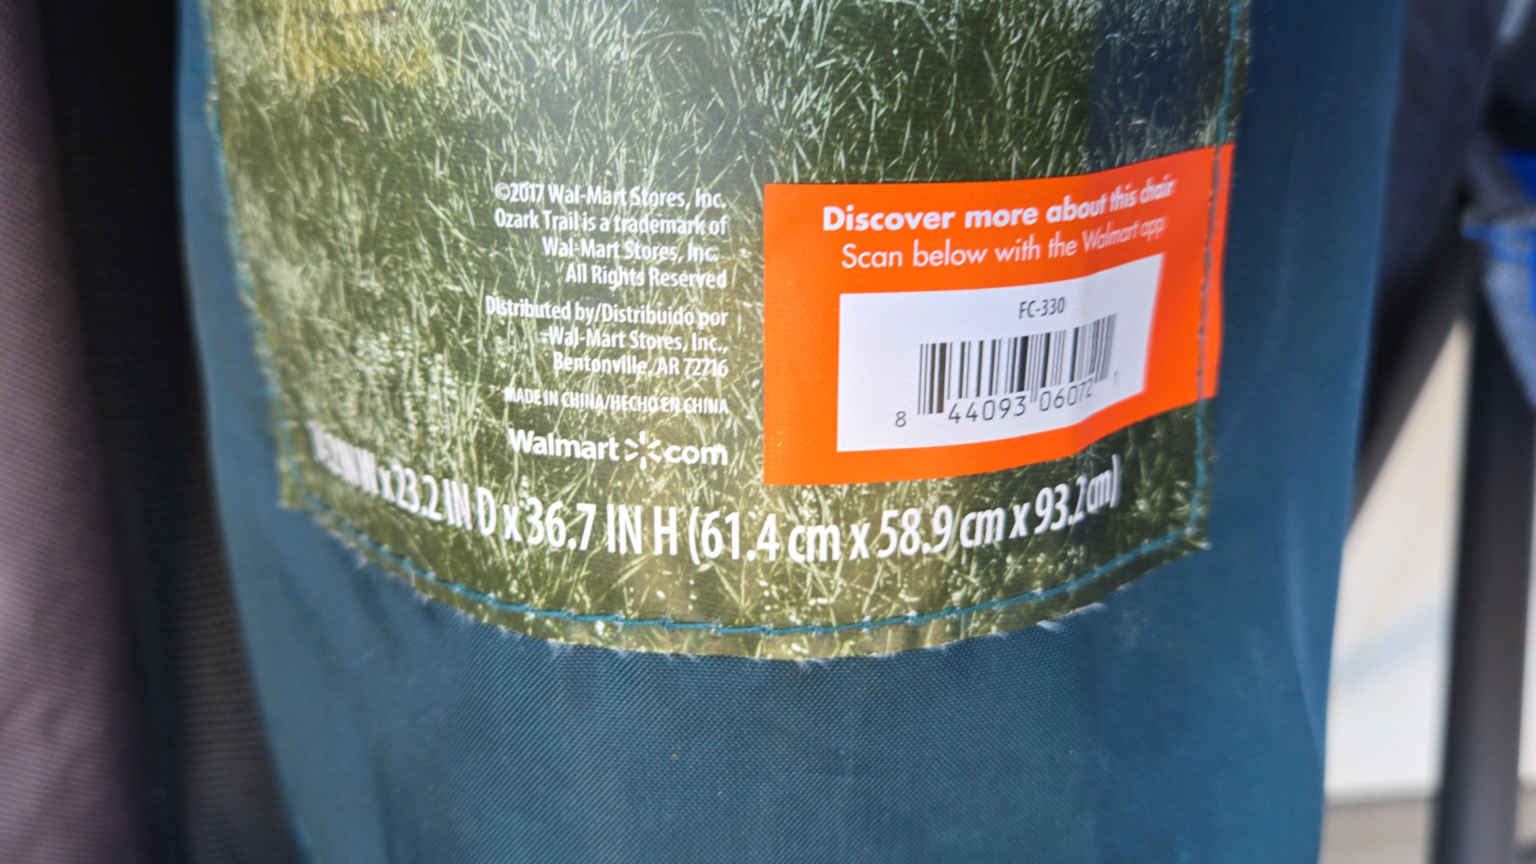 ©2017 Wal-Mart Stores, Inc.
Ozark Trail is a trademark of
Wal-Mart Stores, Inc.
All Rights Reserved
Distributed by/Distribuido por
Wal-Mart Stores, Inc.,
Bentonville, AR 72716
MADE IN CHINA/HECHO EN CHINA
Walmart com
Discover more about this chair
Scan below with the Walmart app
FC-330
8 44093 06072 1
IN W x 23.2 IN D x 36.7 IN H (61.4 cm x 58.9 cm x 93.2 cm)